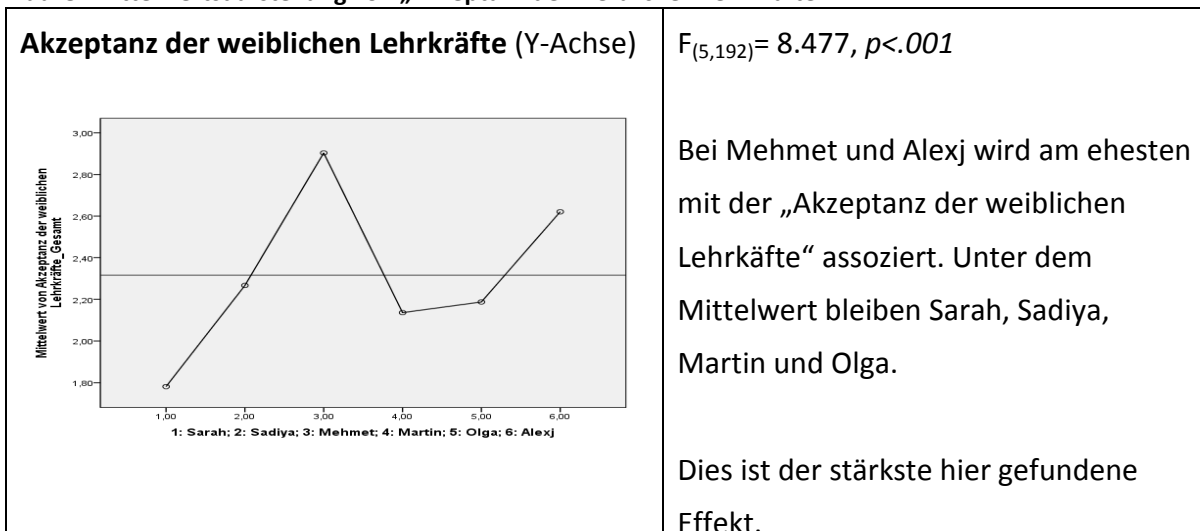 Akzeptanz der weiblichen Lehrkräfte (Y-Achse)
Mittelwert von Akzeptanz der weiblichen
Lehrkräfte_Gesamt
3,00
2,80
2,60
2,40
2,20
2,00
1,80
1,00 2,00 3,00 4,00 5,00 6,00
1: Sarah; 2: Sadiya; 3: Mehmet; 4: Martin; 5: Olga; 6: Alexj
F(5,192)= 8.477, p<.001
Bei Mehmet und Alexj wird am ehesten
mit der „Akzeptanz der weiblichen
Lehrkäfte“ assoziert. Unter dem
Mittelwert bleiben Sarah, Sadiya,
Martin und Olga.
Dies ist der stärkste hier gefundene
Effekt.